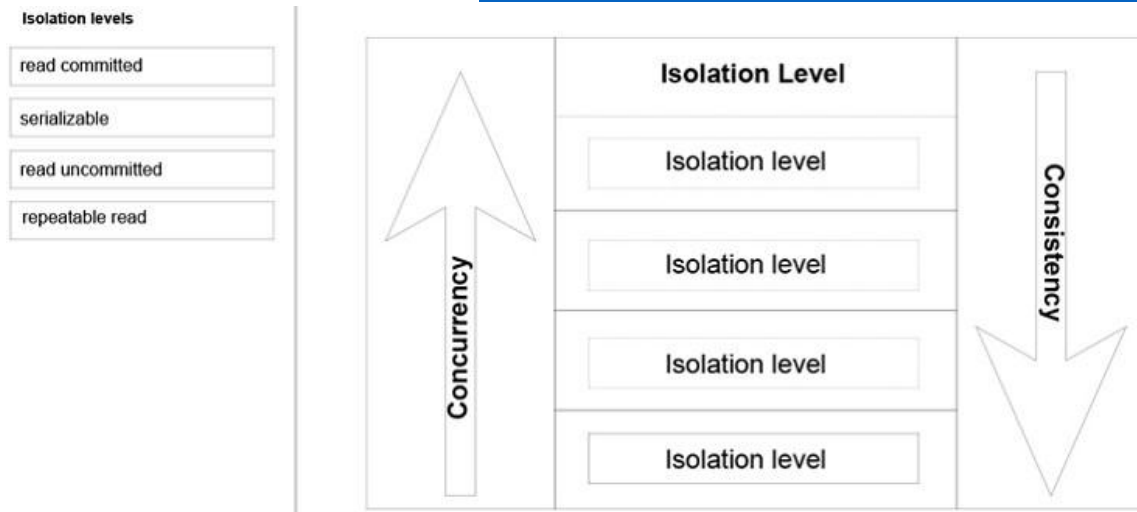 Isolation levels
read committed
serializable
read uncommitted
repeatable read
Concurrency
Isolation Level
Isolation level
Isolation level
Isolation level
Isolation level
Consistency